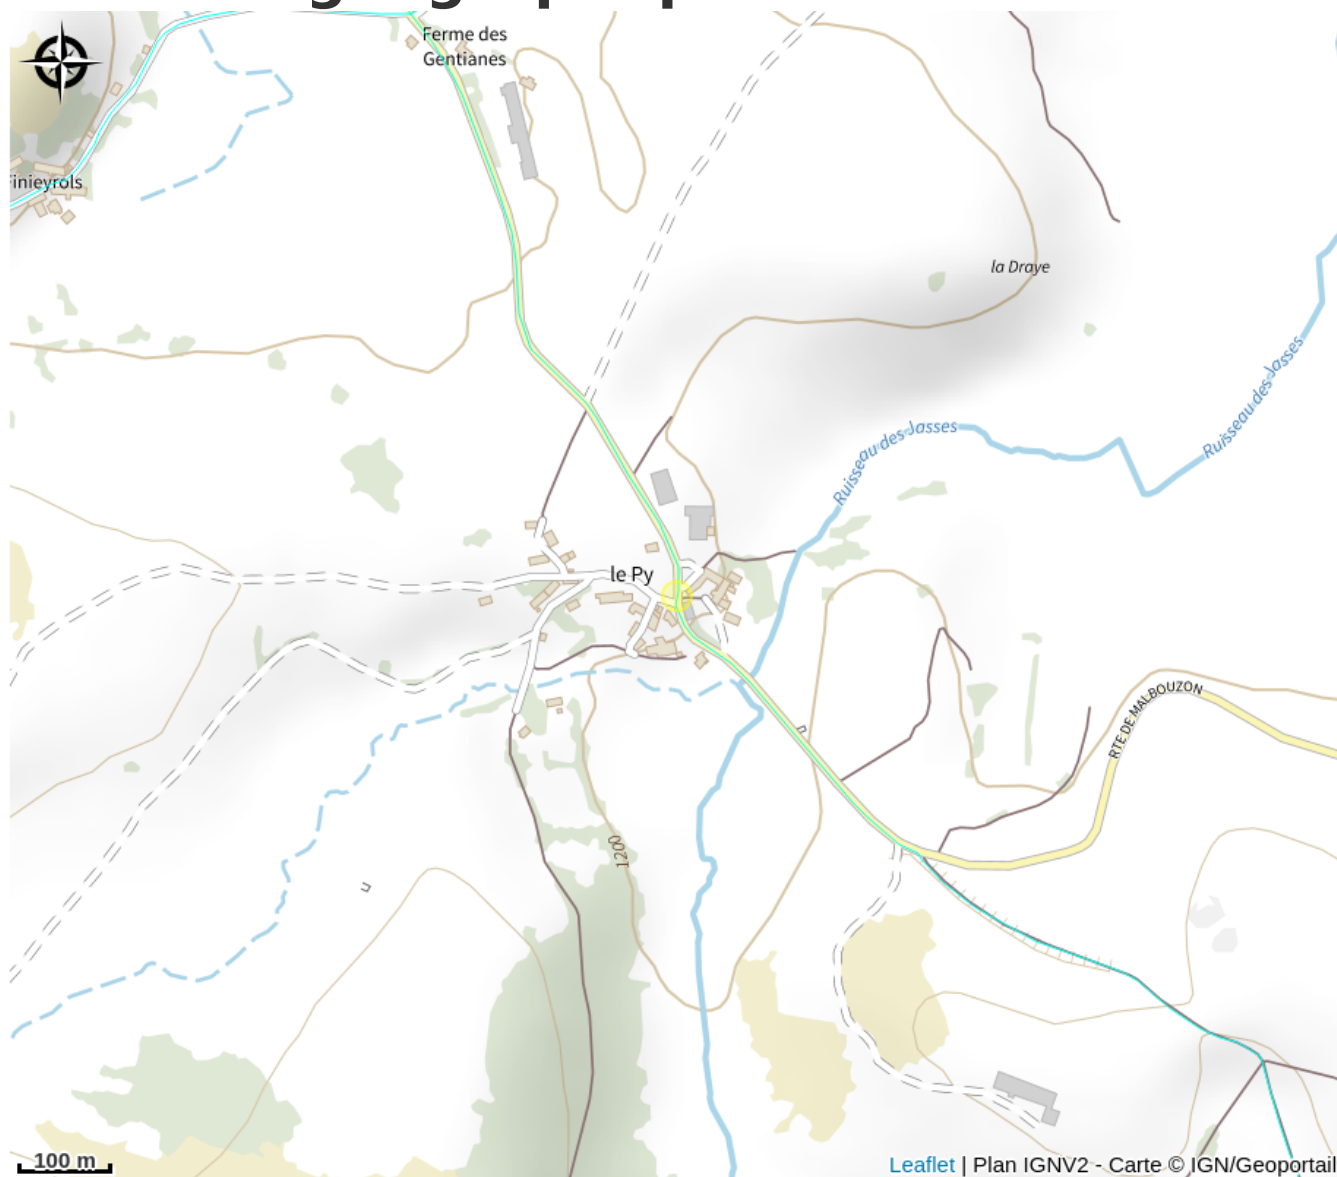 Ferme des
Gentianes
la Draye
Ruisseau des Jasses
Ruisseau des Jasses
le Py
RTE DE MALBOUZON
1200
100 m
Leaflet | Plan IGNV2 - Carte © IGN/Geoportail